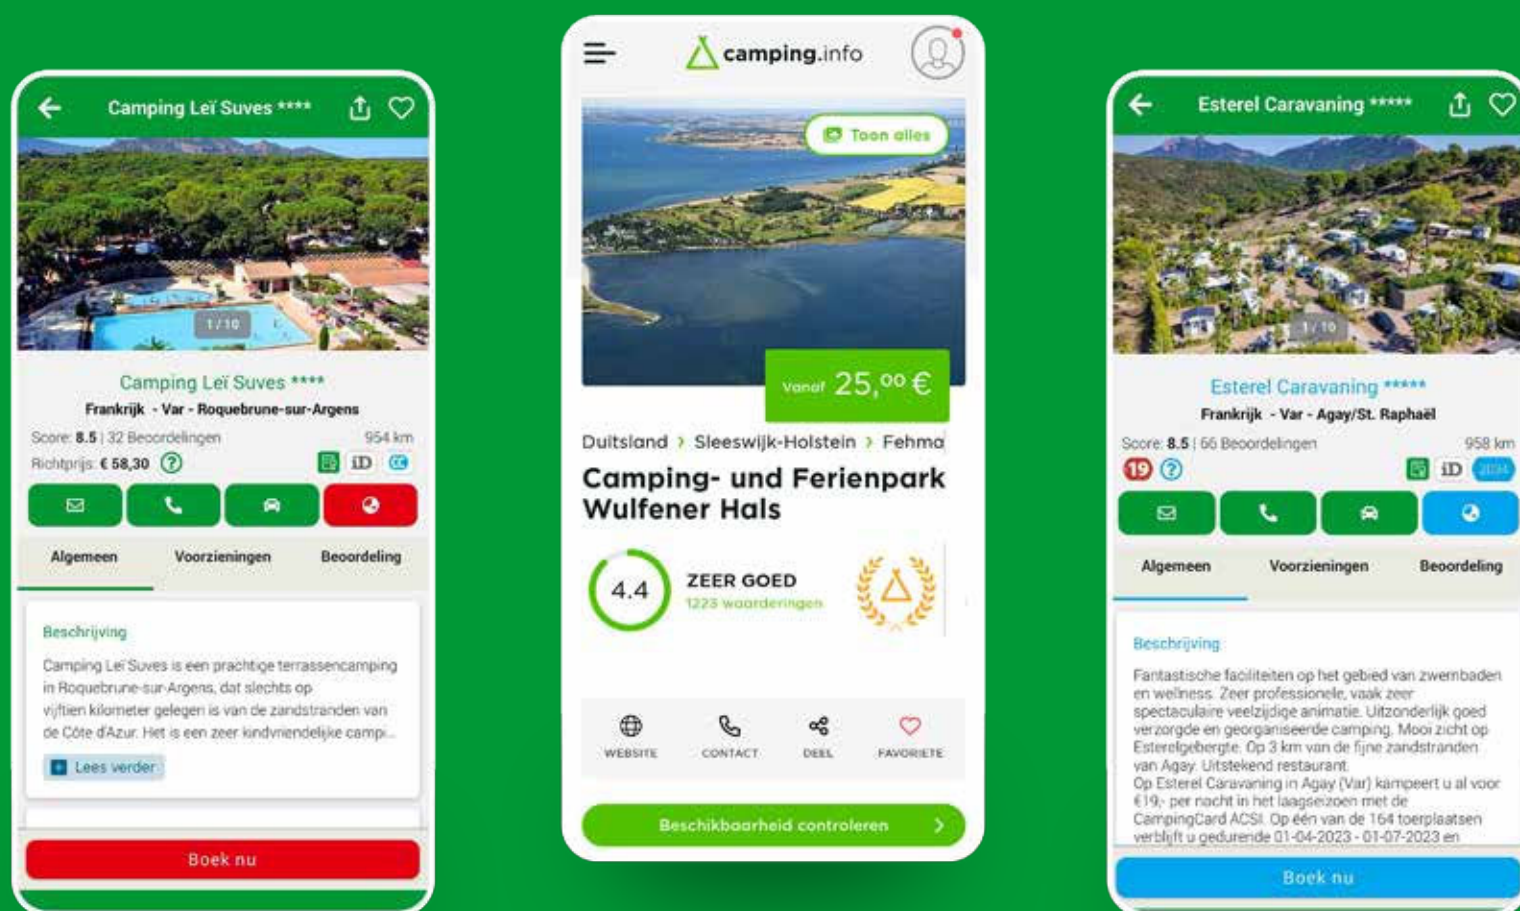 Camping Leï Suves ****
1 / 10
Camping Leï Suves ****
Frankrijk - Var - Roquebrune-sur-Argens
Score: 8.5 | 32 Beoordelingen
954 km
Richtprijs: € 58,30 ?
iD CC
Algemeen Voorzieningen Beoordeling
Beschrijving
Camping Leï Suves is een prachtige terrassencamping
in Roquebrune-sur-Argens, dat slechts op
vijftien kilometer gelegen is van de zandstranden van
de Côte d'Azur. Het is een zeer kindvriendelijke campi...
Lees verder
Boek nu
camping.info
Toon alles
Vanaf 25,00 €
Duitsland > Sleeswijk-Holstein > Fehma
Camping- und Ferienpark
Wulfener Hals
4.4
ZEER GOED
1223 waarderingen
WEBSITE CONTACT DEEL FAVORIETE
Beschikbaarheid controleren >
Esterel Caravaning *****
1 / 10
Esterel Caravaning *****
Frankrijk - Var - Agay/St. Raphaël
Score: 8.5 | 66 Beoordelingen
958 km
19 ?
iD 2034
Algemeen Voorzieningen Beoordeling
Beschrijving
Fantastische faciliteiten op het gebied van zwembaden
en wellness. Zeer professionele, vaak zeer
spectaculaire veelzijdige animatie. Uitzonderlijk goed
verzorgde en georganiseerde camping. Mooi zicht op
Esterelgebergte. Op 3 km van de fijne zandstranden
van Agay. Uitstekend restaurant.
Op Esterel Caravaning in Agay (Var) kampeert u al voor
€19,- per nacht in het laagseizoen met de
CampingCard ACSI. Op één van de 164 toerplaatsen
verblijft u gedurende 01-04-2023 - 01-07-2023 en
Boek nu